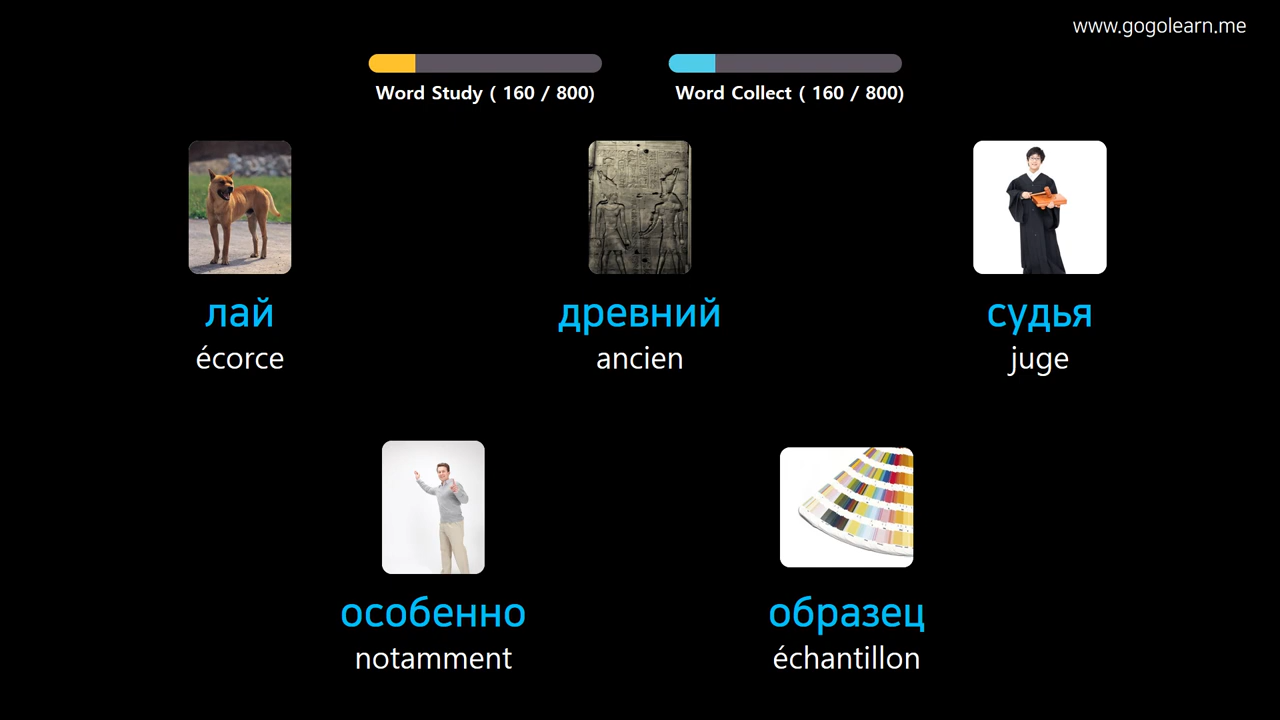 www.gogolearn.me
Word Study ( 160 / 800)
Word Collect ( 160 / 800)
лай
écorce
древний
ancien
судья
juge
особенно
notamment
образец
échantillon